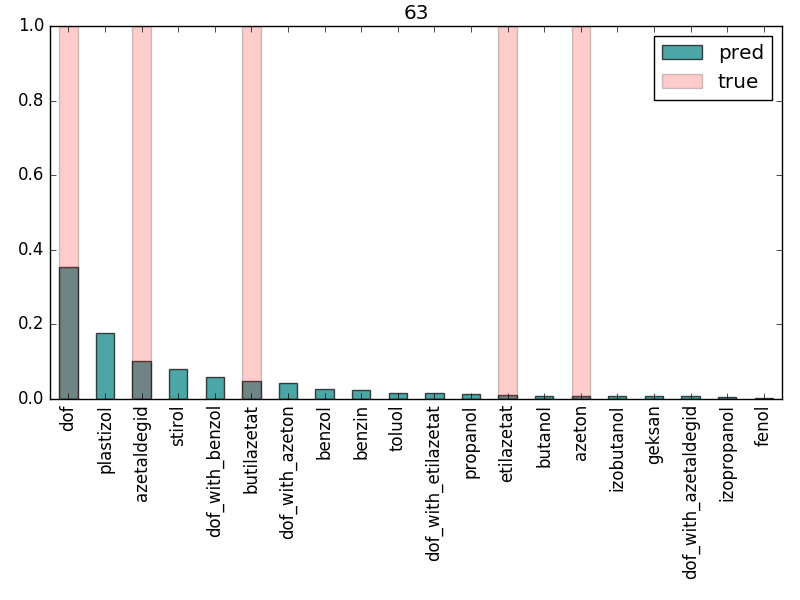 63
1.0
0.8
0.6
0.4
0.2
0.0
pred
true
dof
plastizol
azetaldegid
stirol
dof_with_benzol
butilazetat
dof_with_azeton
benzol
benzin
toluol
dof_with_etilazetat
propanol
etilazetat
butanol
azeton
izobutanol
geksan
dof_with_azetaldegid
izopropanol
fenol